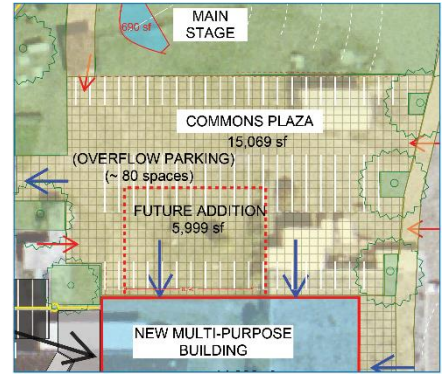 MAIN
STAGE
690 sf
COMMONS PLAZA
15,069 sf
(OVERFLOW PARKING)
(~ 80 spaces)
FUTURE ADDITION
5,999 sf
NEW MULTI-PURPOSE
BUILDING